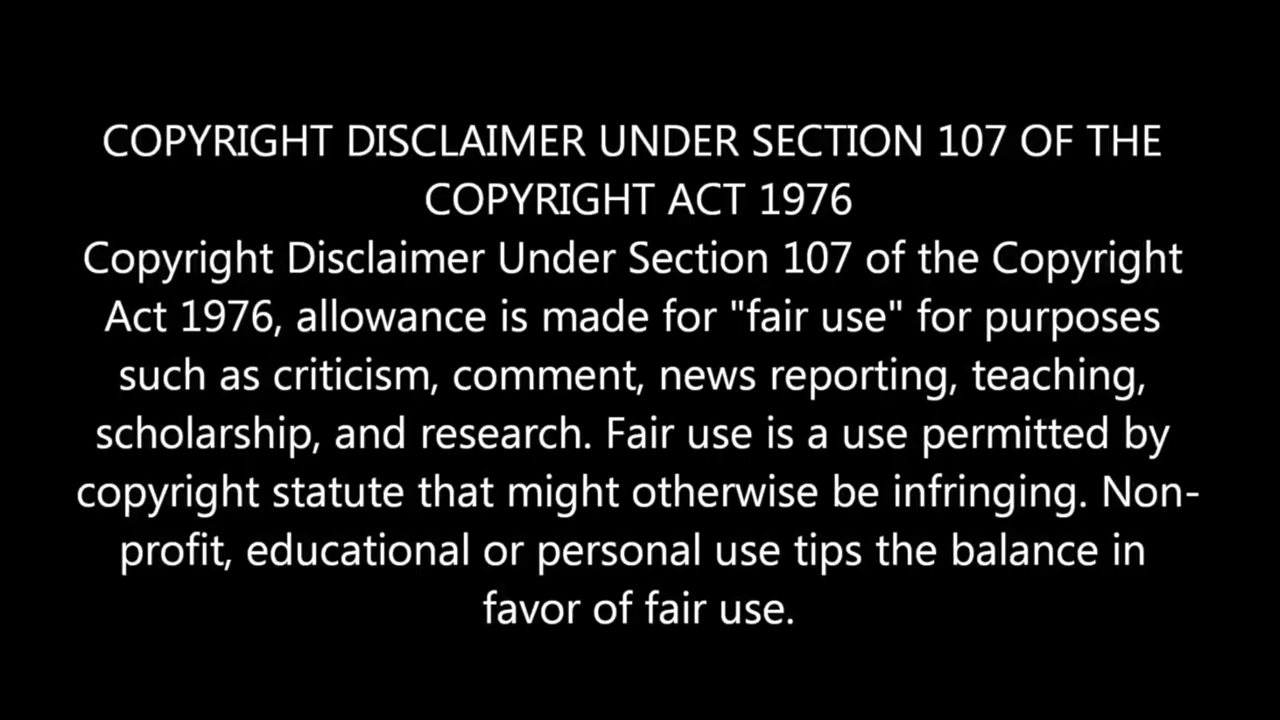 COPYRIGHT DISCLAIMER UNDER SECTION 107 OF THE
COPYRIGHT ACT 1976
Copyright Disclaimer Under Section 107 of the Copyright
Act 1976, allowance is made for "fair use" for purposes
such as criticism, comment, news reporting, teaching,
scholarship, and research. Fair use is a use permitted by
copyright statute that might otherwise be infringing. Non-
profit, educational or personal use tips the balance in
favor of fair use.